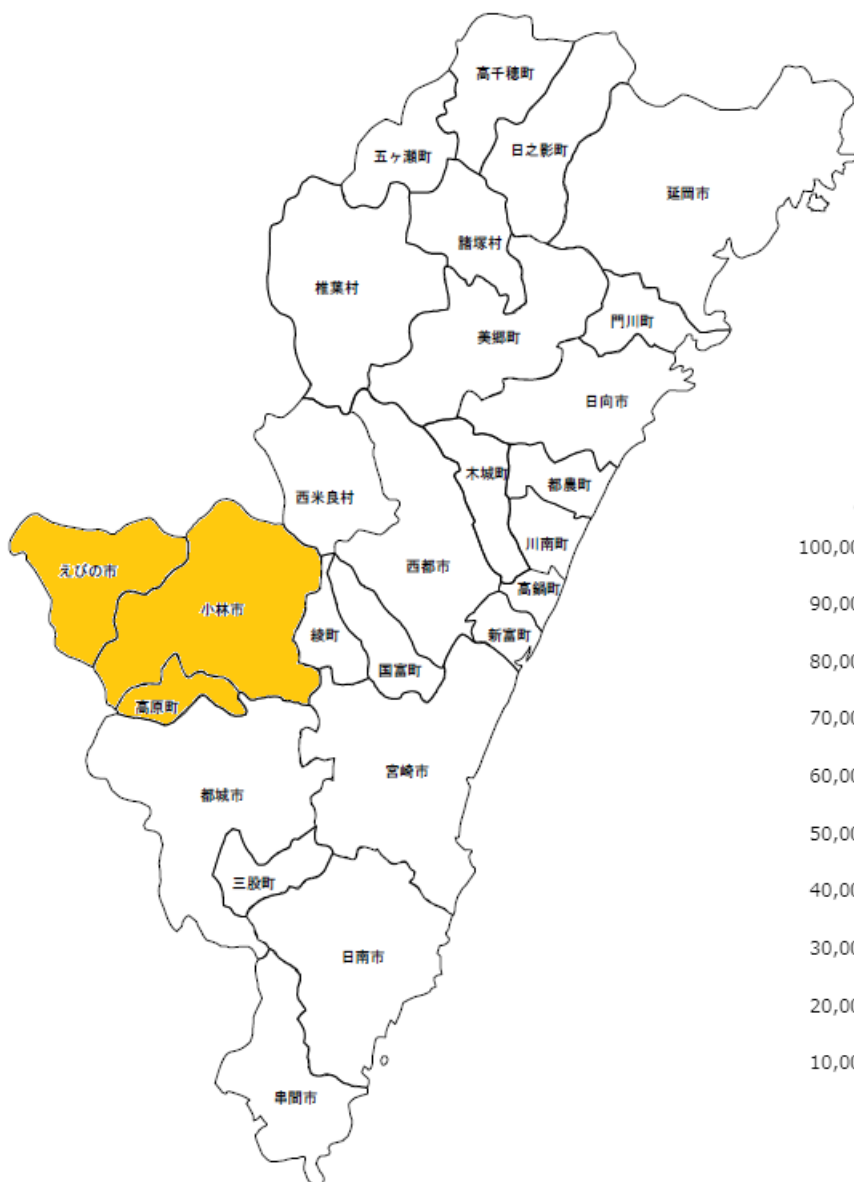 高千穂町
五ヶ瀬町
日之影町
延岡市
諸塚村
椎葉村
門川町
美郷町
日向市
木城町
都農町
西米良村
川南町
西都市
えびの市
高鍋町
小林市
綾町
新富町
国富町
高原町
宮崎市
都城市
三股町
日南市
串間市
100,00
90,00
80,00
70,00
60,00
50,00
40,00
30,00
20,00
10,00